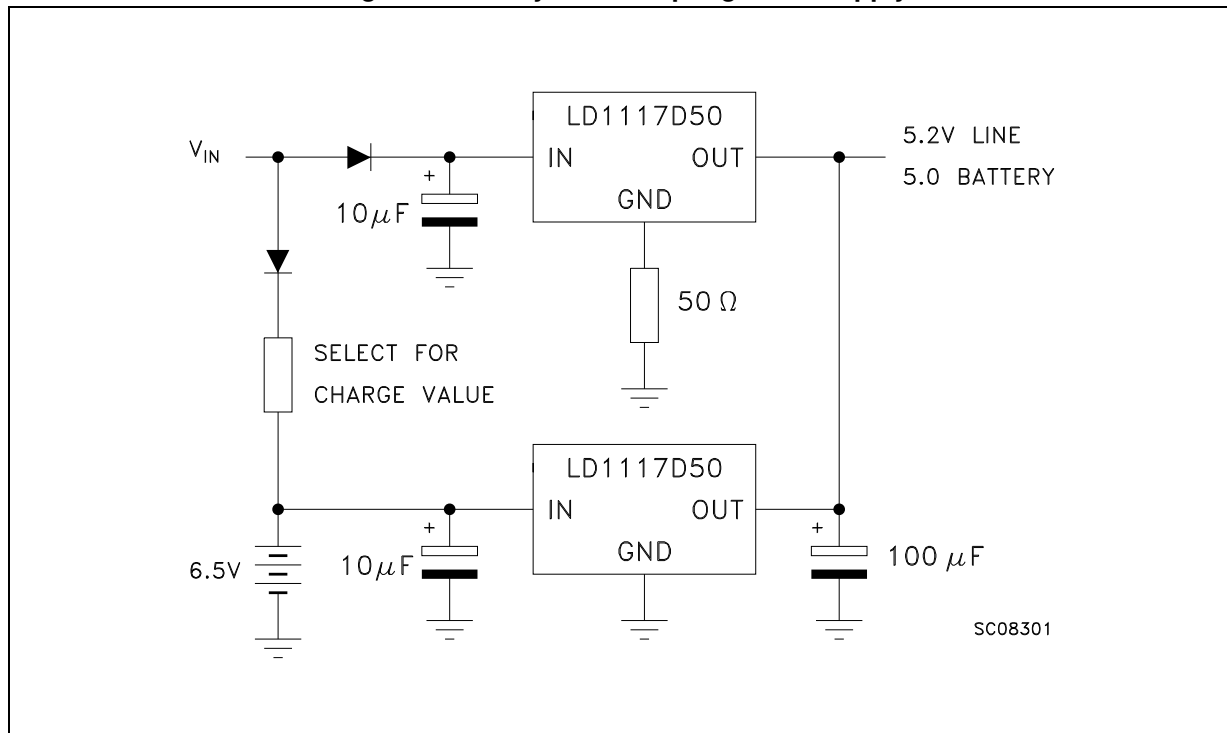 LD1117D50
V_IN
IN
OUT
GND
5.2V LINE
5.0 BATTERY
+
10μF
50 Ω
SELECT FOR
CHARGE VALUE
LD1117D50
IN
OUT
GND
6.5V
+
10μF
+
100 μF
SC08301